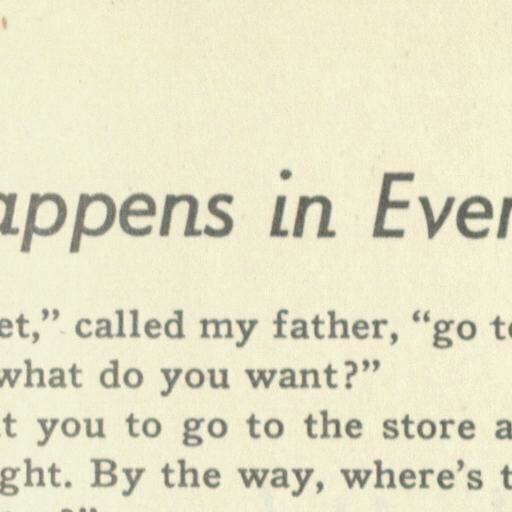 appens in Ever
et,” called my father, “go to
what do you want?”
t you to go to the store a
ght. By the way, where’s t